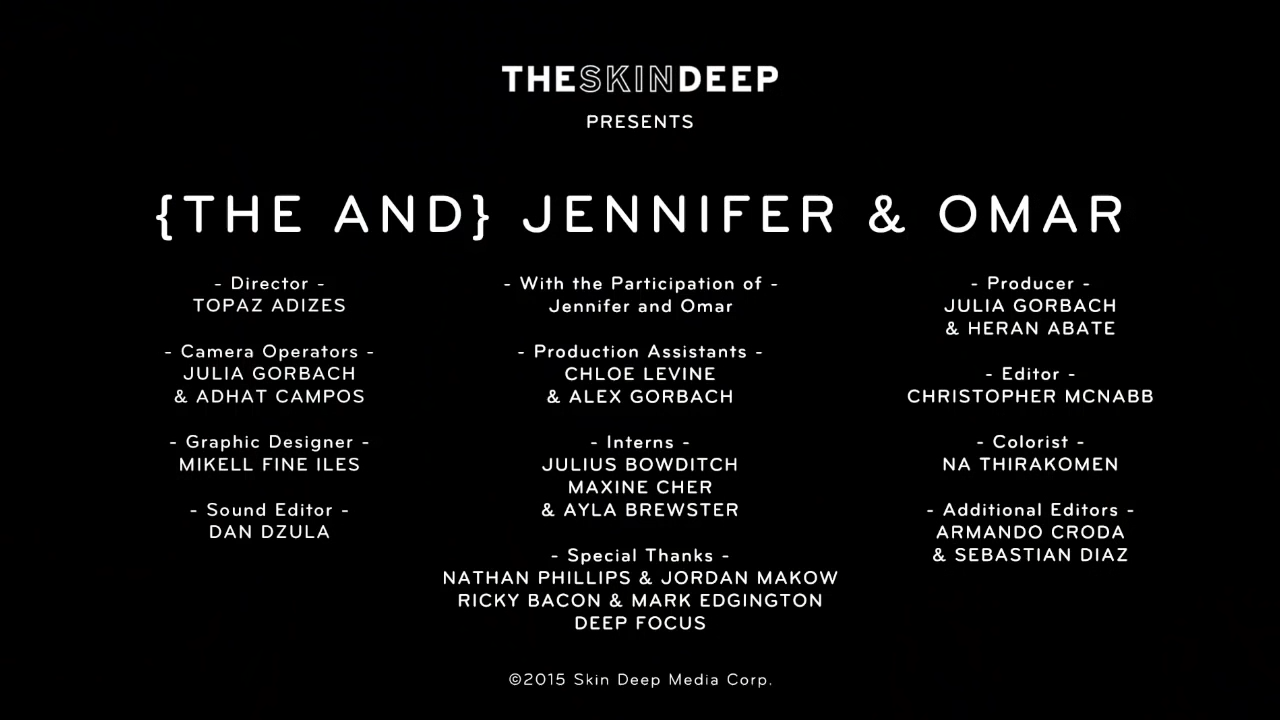 THESKINDEEP
PRESENTS
{THE AND} JENNIFER & OMAR
- Director -
TOPAZ ADIZES
- Camera Operators -
JULIA GORBACH
& ADHAT CAMPOS
- Graphic Designer -
MIKELL FINE ILES
- Sound Editor -
DAN DZULA
- With the Participation of -
Jennifer and Omar
- Production Assistants -
CHLOE LEVINE
& ALEX GORBACH
- Interns -
JULIUS BOWDITCH
MAXINE CHER
& AYLA BREWSTER
- Special Thanks -
NATHAN PHILLIPS & JORDAN MAKOW
RICKY BACON & MARK EDGINGTON
DEEP FOCUS
- Producer -
JULIA GORBACH
& HERAN ABATE
- Editor -
CHRISTOPHER MCNABB
- Colorist -
NA THIRAKOMEN
- Additional Editors -
ARMANDO CRODA
& SEBASTIAN DIAZ
©2015 Skin Deep Media Corp.